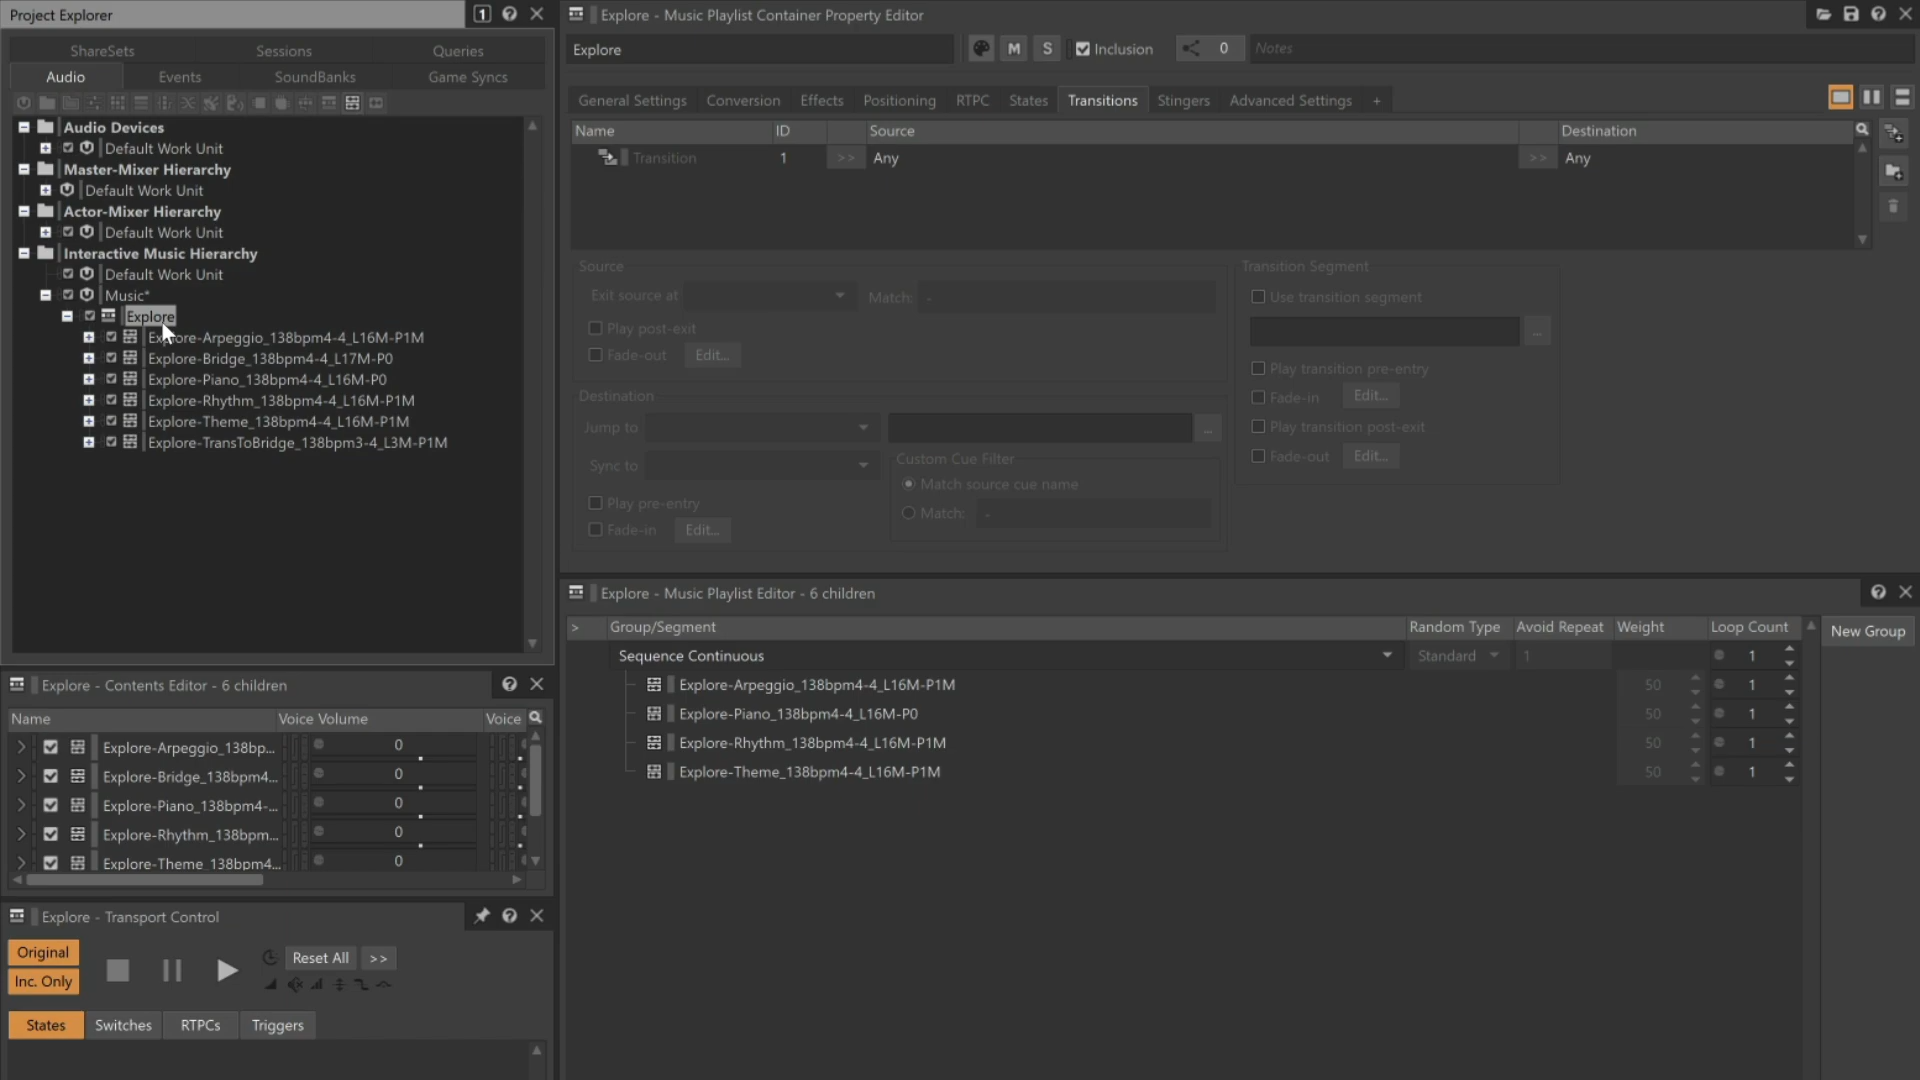 Project Explorer
1
ShareSets Sessions Queries
Audio Events SoundBanks Game Syncs
Audio Devices
Default Work Unit
Master-Mixer Hierarchy
Default Work Unit
Actor-Mixer Hierarchy
Default Work Unit
Interactive Music Hierarchy
Default Work Unit
Music*
Explore
Explore-Arpeggio_138bpm4-4_L16M-P1M
Explore-Bridge_138bpm4-4_L17M-P0
Explore-Piano_138bpm4-4_L16M-P0
Explore-Rhythm_138bpm4-4_L16M-P1M
Explore-Theme_138bpm4-4_L16M-P1M
Explore-TransToBridge_138bpm3-4_L3M-P1M
Explore - Contents Editor - 6 children
Name Voice Volume Voice
Explore-Arpeggio_138bp... 0
Explore-Bridge_138bpm4... 0
Explore-Piano_138bpm4-... 0
Explore-Rhythm_138bpm... 0
Explore-Theme_138bpm4... 0
Explore - Transport Control
Original
Inc. Only
Reset All >>
States Switches RTPCs Triggers
Explore - Music Playlist Container Property Editor
Explore M S Inclusion 0 Notes
General Settings Conversion Effects Positioning RTPC States Transitions Stingers Advanced Settings +
Name ID Source Destination
Transition 1 >> Any >> Any
Source
Exit source at Match: -
Play post-exit
Fade-out Edit...
Destination
Jump to ...
Sync to
Custom Cue Filter
Match source cue name
Match: -
Play pre-entry
Fade-in Edit...
Transition Segment
Use transition segment
...
Play transition pre-entry
Fade-in Edit...
Play transition post-exit
Fade-out Edit...
Explore - Music Playlist Editor - 6 children
> Group/Segment Random Type Avoid Repeat Weight Loop Count New Group
Sequence Continuous Standard 1 1
Explore-Arpeggio_138bpm4-4_L16M-P1M 50 1
Explore-Piano_138bpm4-4_L16M-P0 50 1
Explore-Rhythm_138bpm4-4_L16M-P1M 50 1
Explore-Theme_138bpm4-4_L16M-P1M 50 1